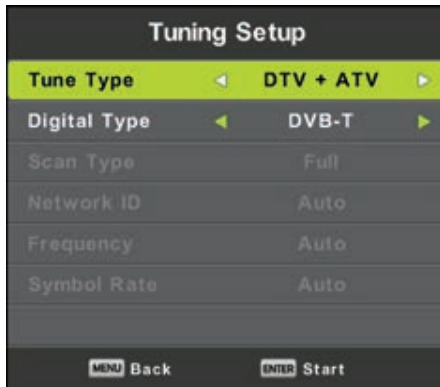 Tuning Setup
Tune Type DTV + ATV
Digital Type DVB-T
Scan Type Full
Network ID Auto
Frequency Auto
Symbol Rate Auto
MENU Back ENTER Start